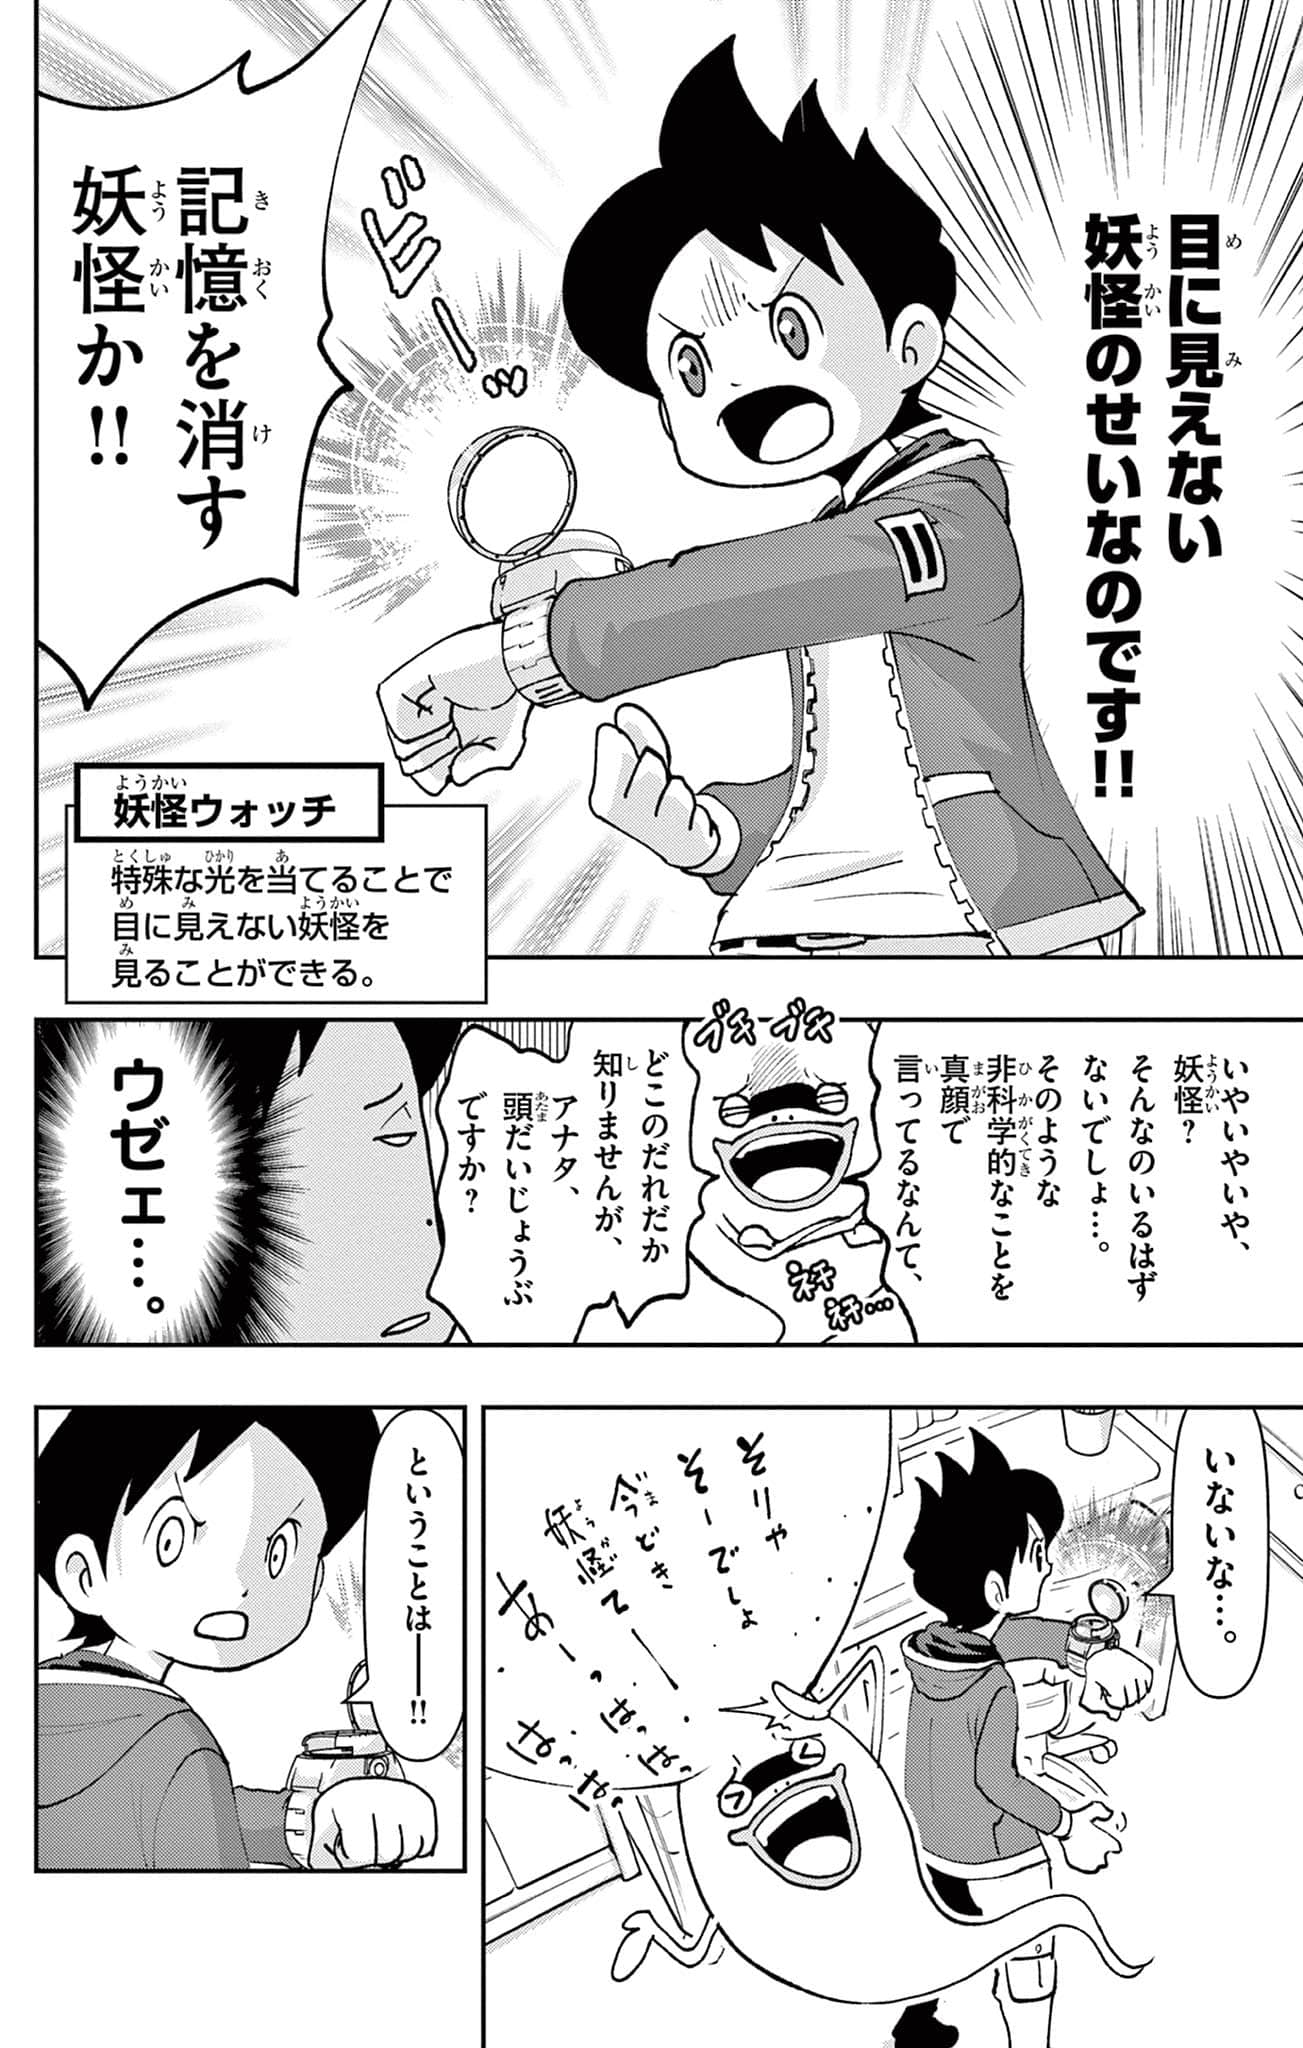 目に見えない
妖怪のせいなのです!!
ビビーーッ
記憶を消す
妖怪か!!
妖怪ウォッチ
特殊な光を当てることで
目に見えない妖怪を
見ることができる。
いやいやいや、
妖怪?
そんなのいるはず
ないでしょ…。
そのような
非科学的なことを
真顔で
言ってるなんて、
ブチブチ
ネチ
ネチ…
どこのだれだか
知りませんが、
アナタ、
頭だいじょうぶ
ですか?
ウゼェ…。
いないな…。
そりゃ
そーでしょ
今どき
妖怪って――
あーっはっはっ
はっはっはっ
ということは――!!